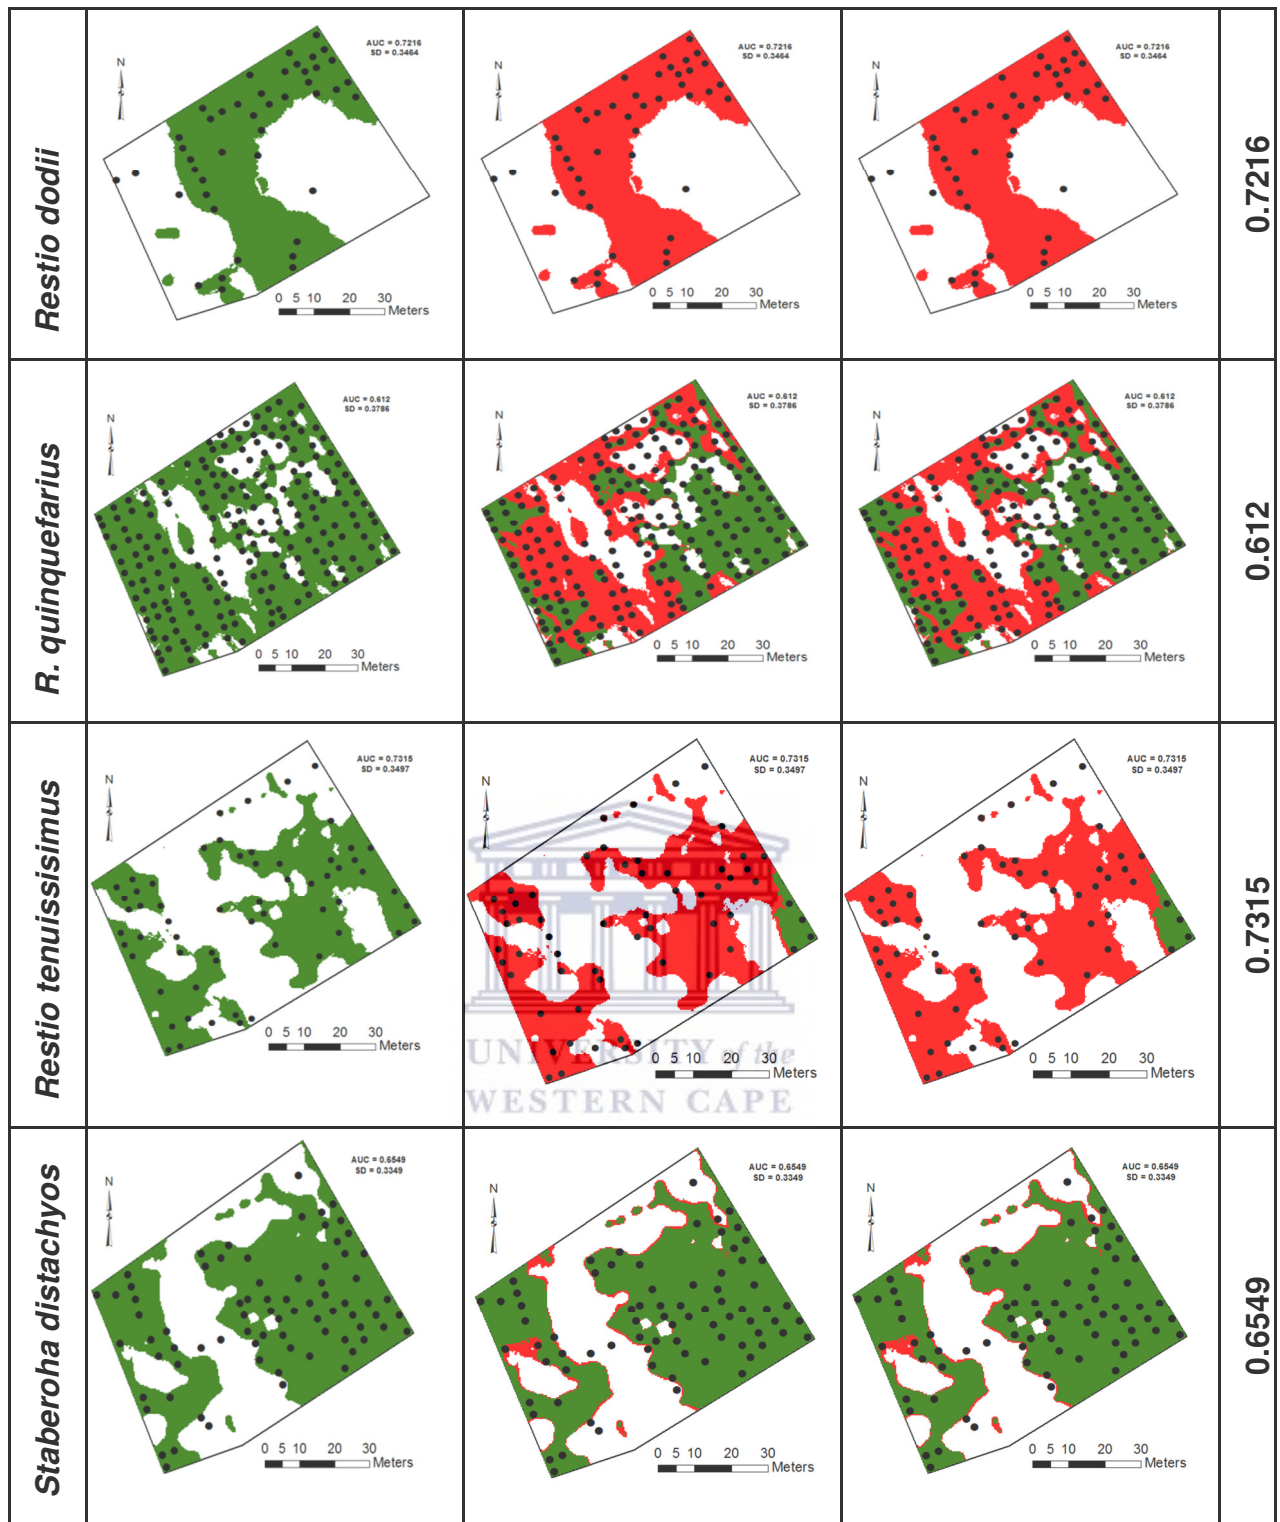 Restio dodii
N
AUC = 0.7216
SD = 0.3464
0 5 10 20 30
Meters
N
AUC = 0.7216
SD = 0.3464
0 5 10 20 30
Meters
N
AUC = 0.7216
SD = 0.3464
0 5 10 20 30
Meters
0.7216
R. quinquefarius
N
AUC = 0.612
SD = 0.3786
0 5 10 20 30
Meters
N
AUC = 0.612
SD = 0.3786
0 5 10 20 30
Meters
N
AUC = 0.612
SD = 0.3786
0 5 10 20 30
Meters
0.612
Restio tenuissimus
N
AUC = 0.7315
SD = 0.3497
0 5 10 20 30
Meters
N
AUC = 0.7315
SD = 0.3497
0 5 10 20 30
Meters
UNIVERSITY of the
WESTERN CAPE
N
AUC = 0.7315
SD = 0.3497
0 5 10 20 30
Meters
0.7315
Staberoha distachyos
N
AUC = 0.6549
SD = 0.3349
0 5 10 20 30
Meters
N
AUC = 0.6549
SD = 0.3349
0 5 10 20 30
Meters
N
AUC = 0.6549
SD = 0.3349
0 5 10 20 30
Meters
0.6549